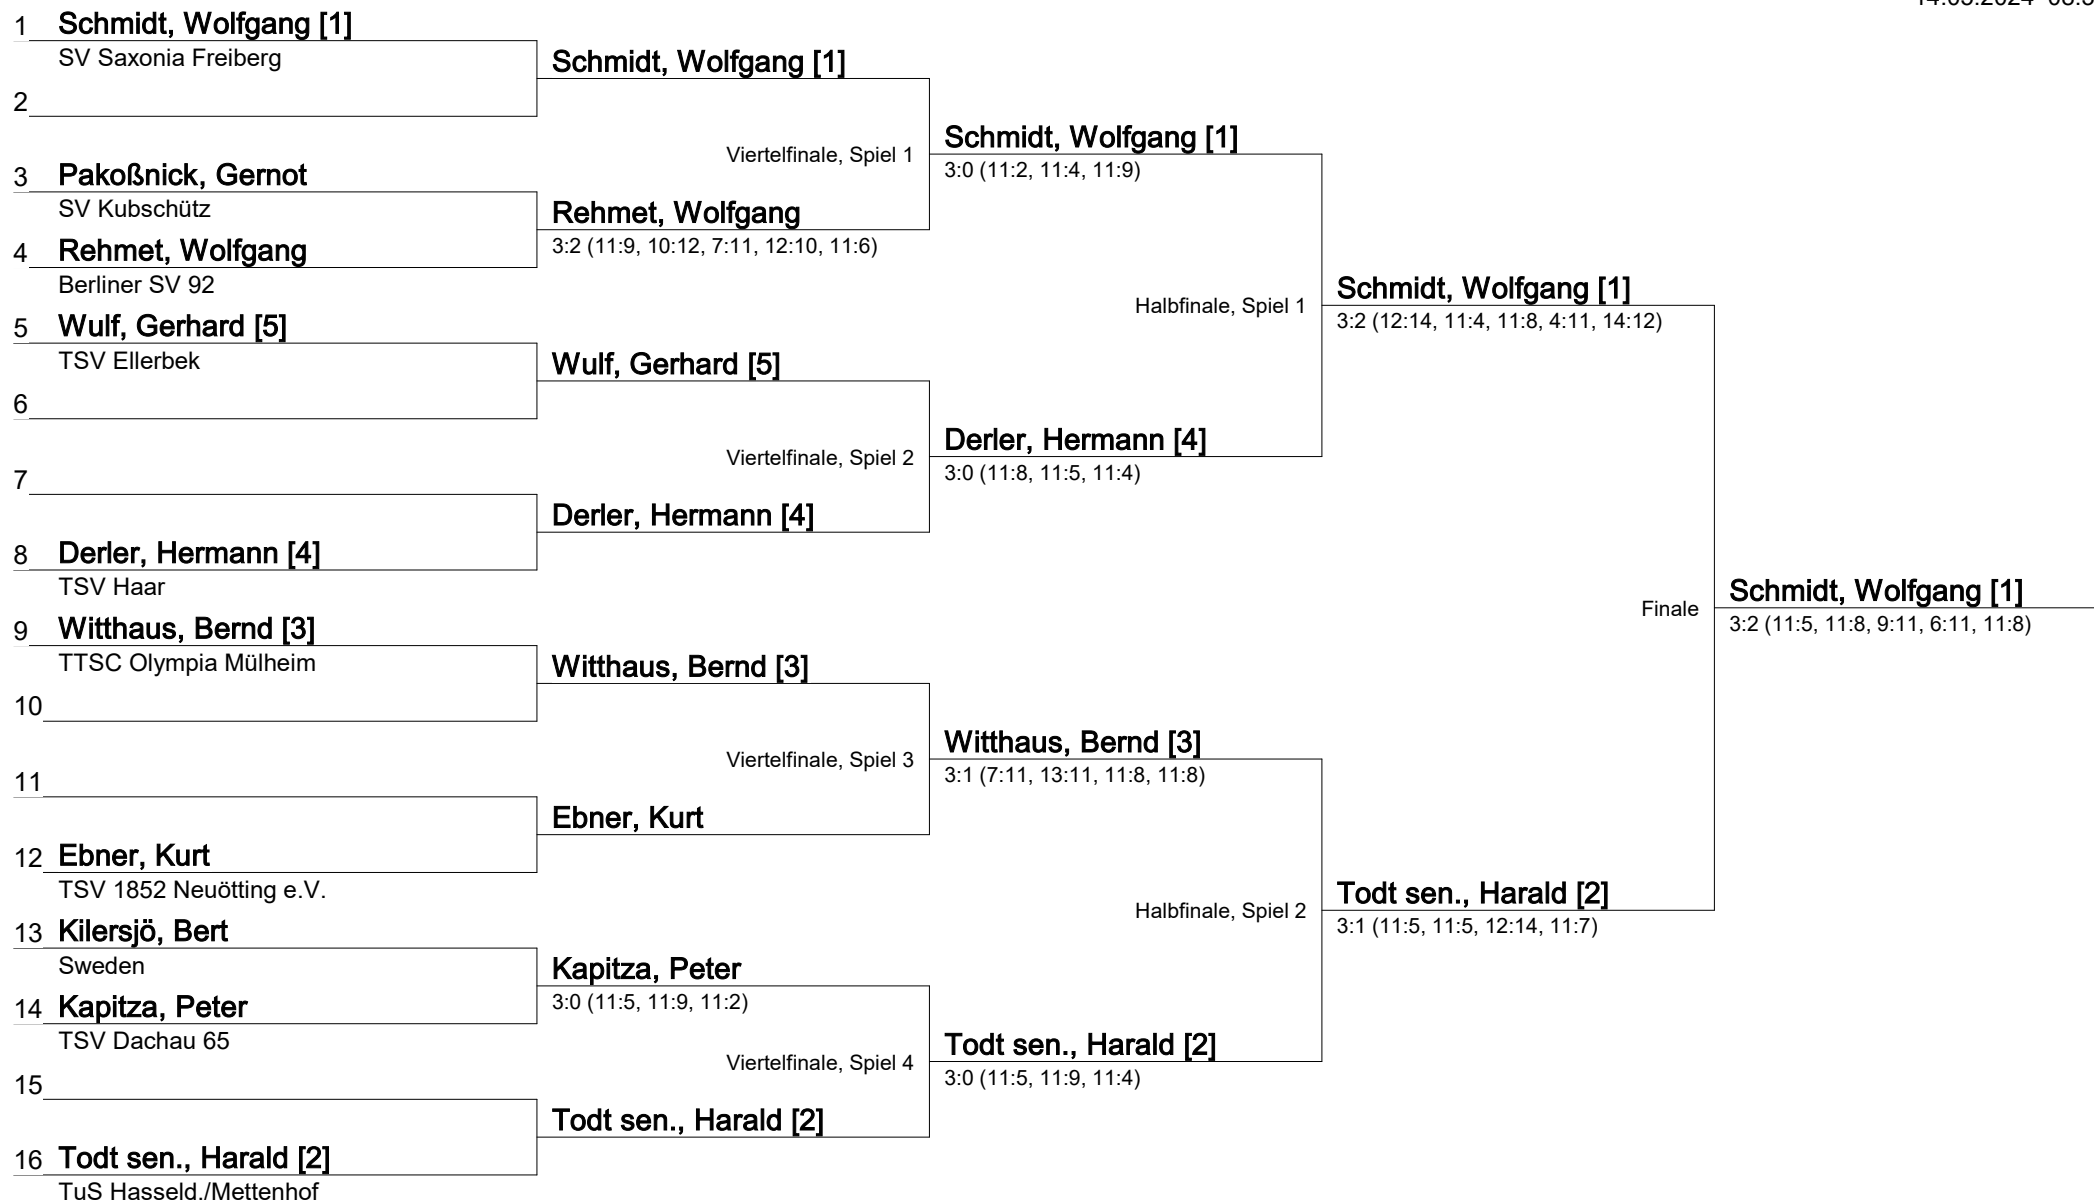 1 Schmidt, Wolfgang [1]
SV Saxonia Freiberg
Schmidt, Wolfgang [1]
2
Viertelfinale, Spiel 1
Schmidt, Wolfgang [1]
3:0 (11:2, 11:4, 11:9)
3 Pakoßnick, Gernot
SV Kubschütz
Rehmet, Wolfgang
3:2 (11:9, 10:12, 7:11, 12:10, 11:6)
4 Rehmet, Wolfgang
Berliner SV 92
Halbfinale, Spiel 1
Schmidt, Wolfgang [1]
3:2 (12:14, 11:4, 11:8, 4:11, 14:12)
5 Wulf, Gerhard [5]
TSV Ellerbek
Wulf, Gerhard [5]
6
Viertelfinale, Spiel 2
Derler, Hermann [4]
3:0 (11:8, 11:5, 11:4)
7
Derler, Hermann [4]
8 Derler, Hermann [4]
TSV Haar
Finale
Schmidt, Wolfgang [1]
3:2 (11:5, 11:8, 9:11, 6:11, 11:8)
9 Witthaus, Bernd [3]
TTSC Olympia Mülheim
Witthaus, Bernd [3]
10
Viertelfinale, Spiel 3
Witthaus, Bernd [3]
3:1 (7:11, 13:11, 11:8, 11:8)
11
Ebner, Kurt
12 Ebner, Kurt
TSV 1852 Neuötting e.V.
Halbfinale, Spiel 2
Todt sen., Harald [2]
3:1 (11:5, 11:5, 12:14, 11:7)
13 Kilersjö, Bert
Sweden
Kapitza, Peter
3:0 (11:5, 11:9, 11:2)
14 Kapitza, Peter
TSV Dachau 65
Viertelfinale, Spiel 4
Todt sen., Harald [2]
3:0 (11:5, 11:9, 11:4)
15
Todt sen., Harald [2]
16 Todt sen., Harald [2]
TuS Hasseld./Mettenhof